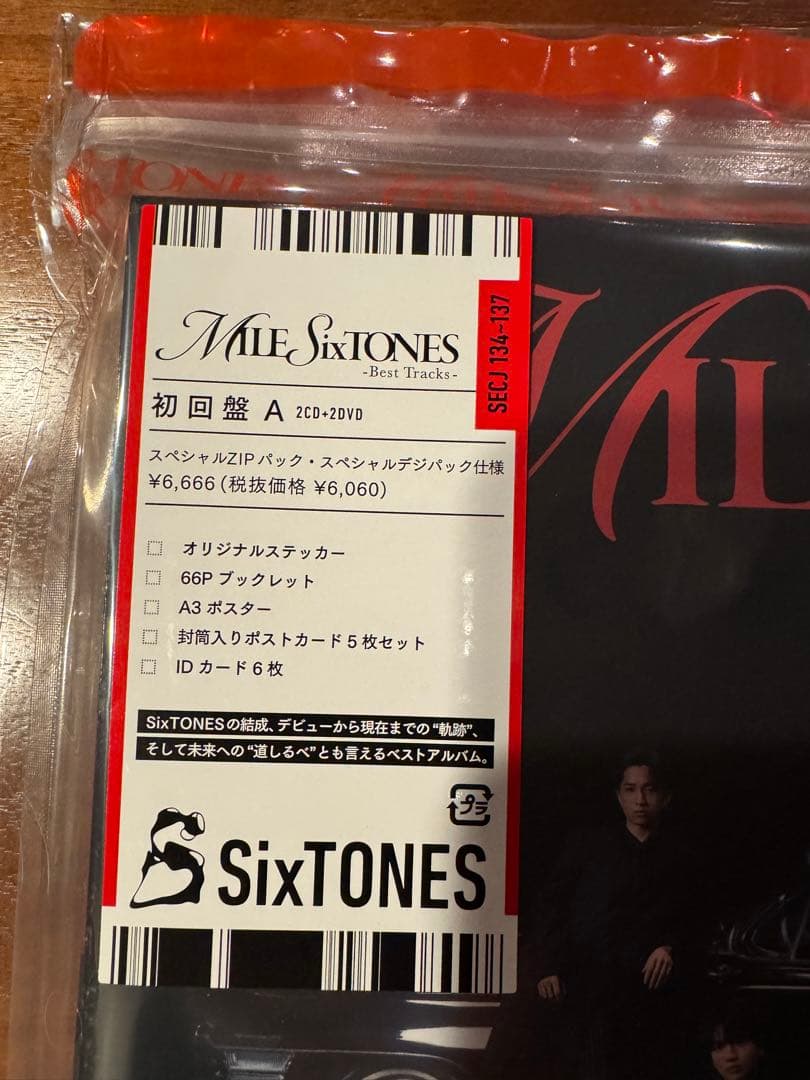 MILE SixTONES
-Best Tracks-
SECJ 134~137
初回盤 A 2CD+2DVD
スペシャルZIPパック・スペシャルデジパック仕様
¥6,666(税抜価格 ¥6,060)
□ オリジナルステッカー
□ 66P ブックレット
□ A3 ポスター
□ 封筒入りポストカード5枚セット
□ IDカード6枚
SixTONESの結成、デビューから現在までの“軌跡”、
そして未来への“道しるべ”とも言えるベストアルバム。
プラ
SixTONES
MIL